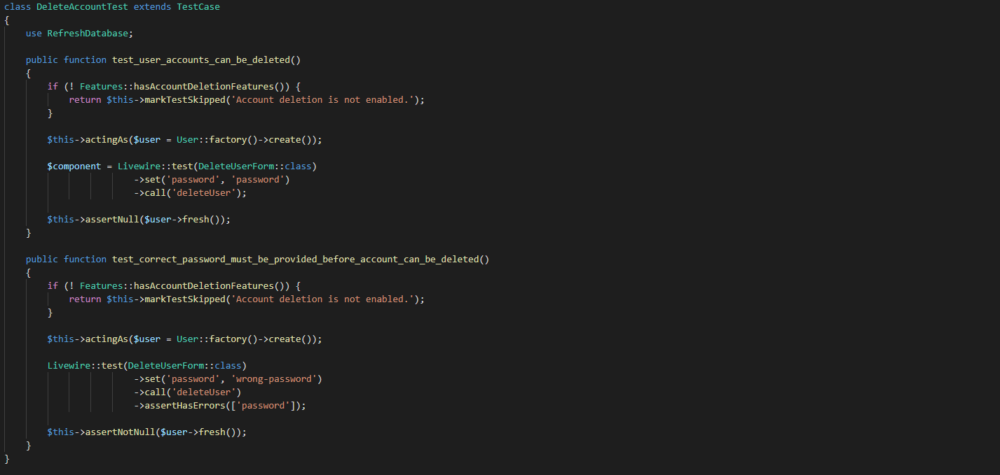 class DeleteAccountTest extends TestCase
{
    use RefreshDatabase;

    public function test_user_accounts_can_be_deleted()
    {
        if (! Features::hasAccountDeletionFeatures()) {
            return $this->markTestSkipped('Account deletion is not enabled.');
        }

        $this->actingAs($user = User::factory()->create());

        $component = Livewire::test(DeleteUserForm::class)
                        ->set('password', 'password')
                        ->call('deleteUser');

        $this->assertNull($user->fresh());
    }

    public function test_correct_password_must_be_provided_before_account_can_be_deleted()
    {
        if (! Features::hasAccountDeletionFeatures()) {
            return $this->markTestSkipped('Account deletion is not enabled.');
        }

        $this->actingAs($user = User::factory()->create());

        Livewire::test(DeleteUserForm::class)
                        ->set('password', 'wrong-password')
                        ->call('deleteUser')
                        ->assertHasErrors(['password']);

        $this->assertNotNull($user->fresh());
    }
}